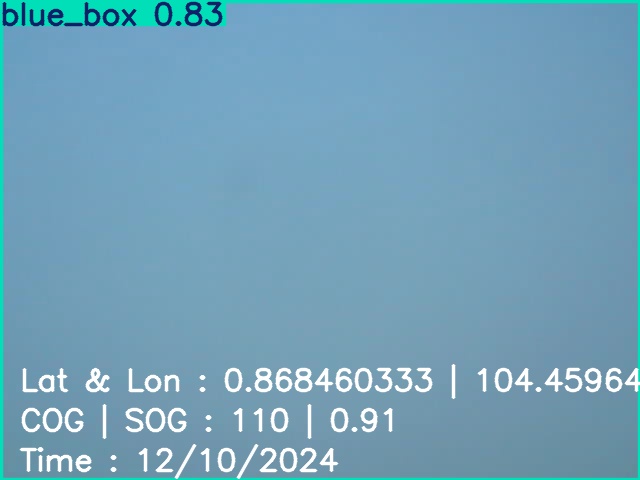 blue_box 0.83
Lat & Lon : 0.868460333 | 104.45964
COG | SOG : 110 | 0.91
Time : 12/10/2024